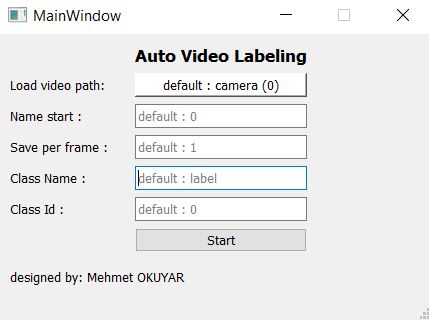 MainWindow
Auto Video Labeling
Load video path: default : camera (0)
Name start : default : 0
Save per frame : default : 1
Class Name : default : label
Class Id : default : 0
Start
designed by: Mehmet OKUYAR